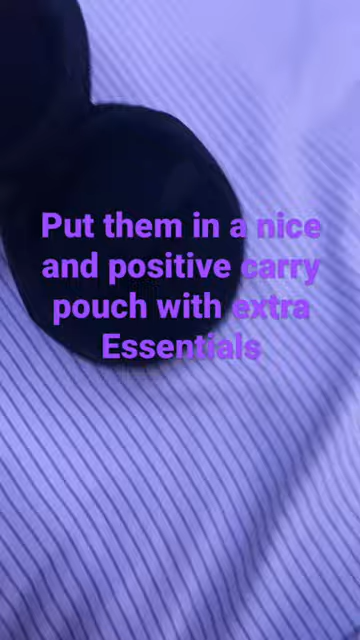 Put them in a nice
and positive carry
pouch with extra
Essentials